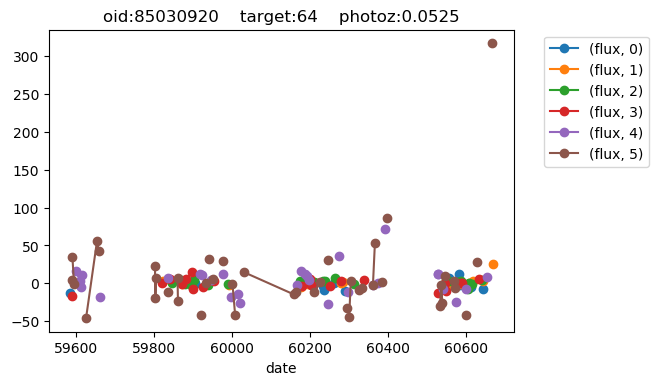 oid:85030920    target:64    photoz:0.0525
300
250
200
150
100
50
0
−50
59600
59800
60000
60200
60400
60600
date
(flux, 0)
(flux, 1)
(flux, 2)
(flux, 3)
(flux, 4)
(flux, 5)